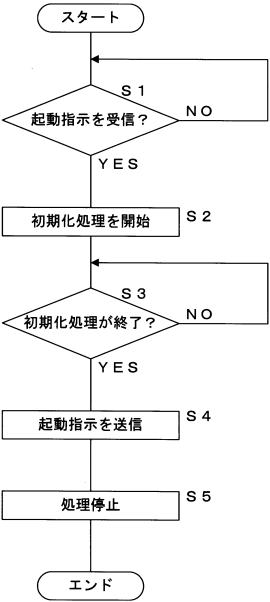 スタート
S1
起動指示を受信?
NO
YES
初期化処理を開始
S2
S3
初期化処理が終了?
NO
YES
起動指示を送信
S4
処理停止
S5
エンド